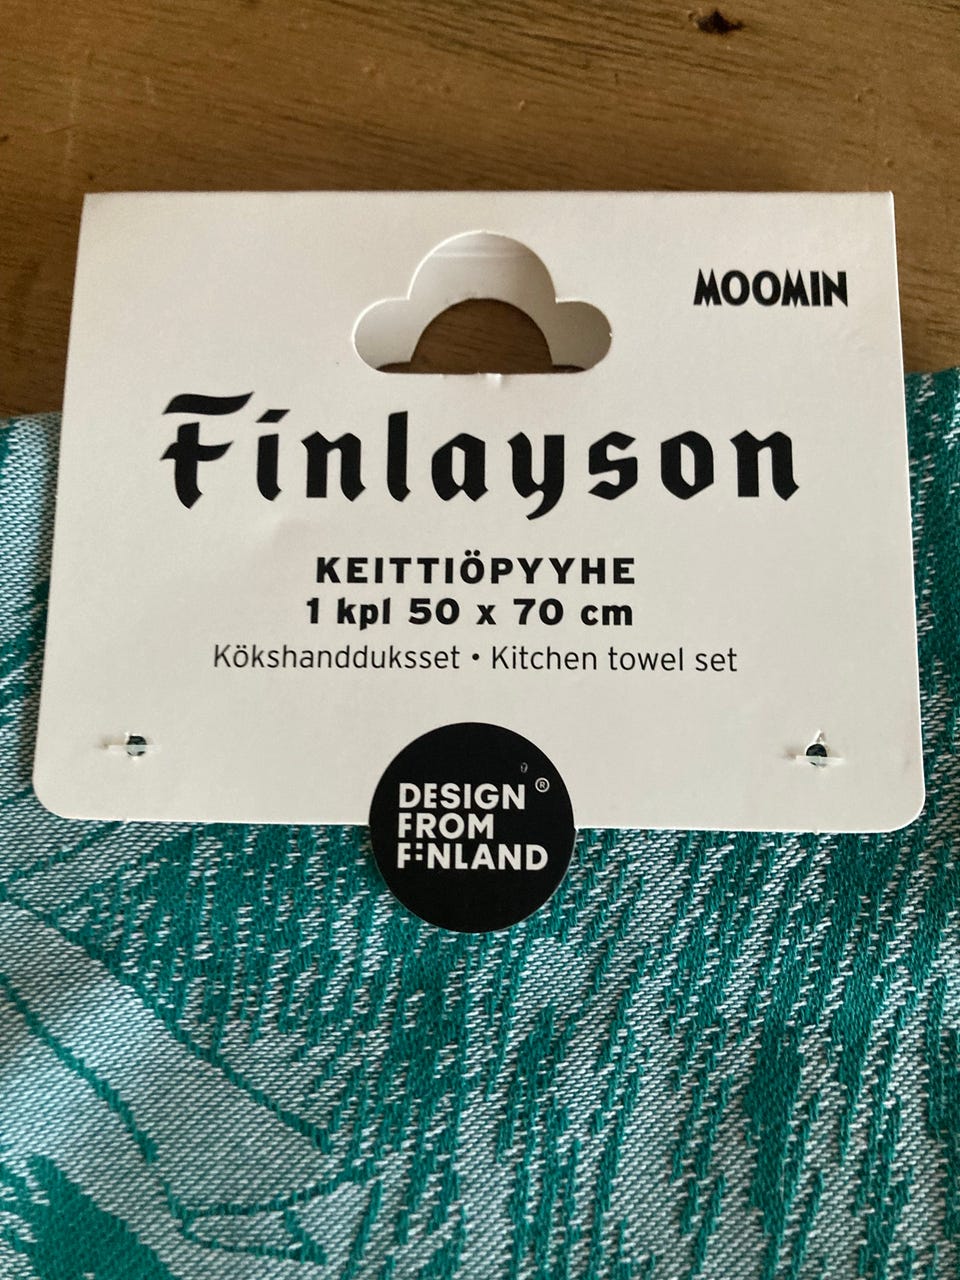 MOOMIN
Finlayson
KEITTIÖPYYHE
1 kpl 50 x 70 cm
Kökshandduksset • Kitchen towel set
DESIGN ®
FROM
FINLAND